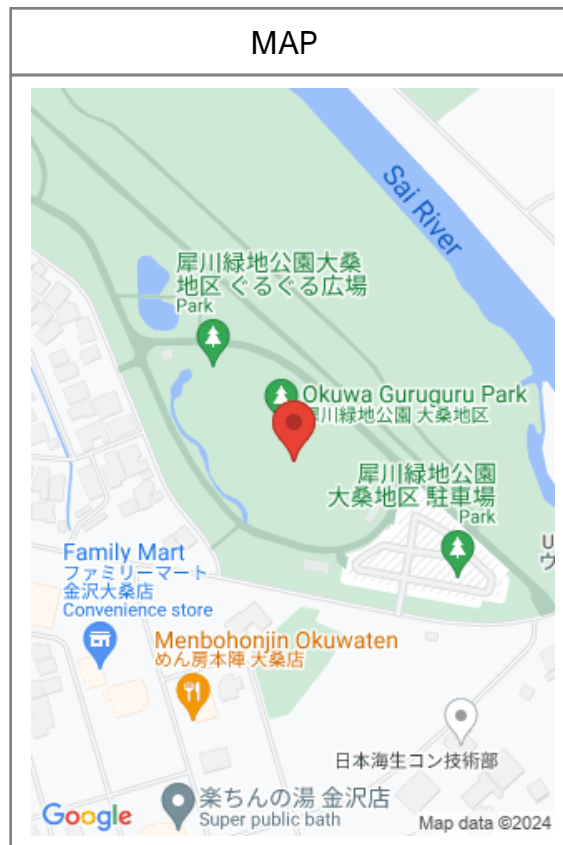 MAP
Sai River
犀川緑地公園大桑
地区 ぐるぐる広場
Park
Okuwa Guruguru Park
犀川緑地公園 大桑地区
犀川緑地公園
大桑地区 駐車場
Park
U
ウ
Family Mart
ファミリーマート
金沢大桑店
Convenience store
Menbohonjin Okuwaten
めん房本陣 大桑店
日本海生コン技術部
楽ちんの湯 金沢店
Super public bath
Google
Map data ©2024